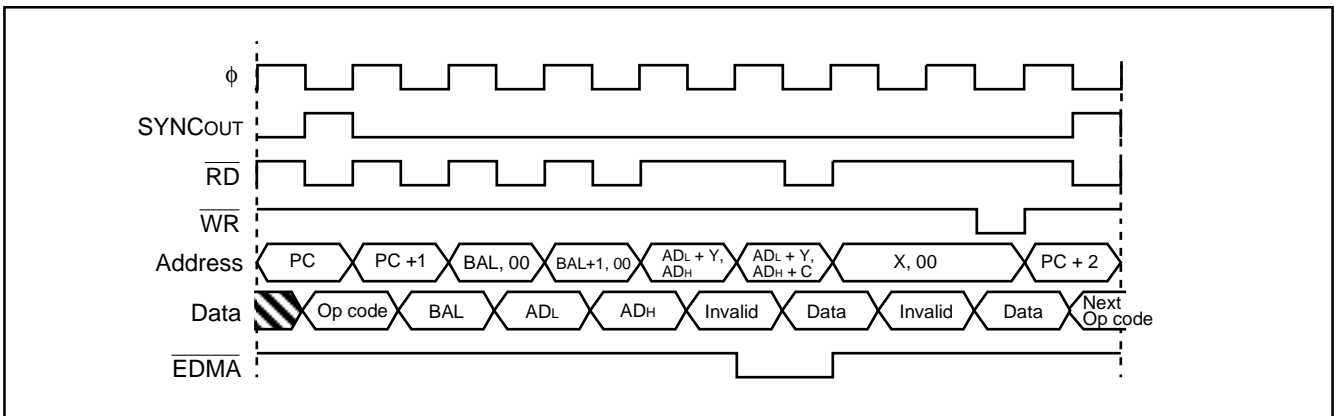 ϕ
SYNCOUT
RD
WR
Address PC PC +1 BAL, 00 BAL+1, 00 ADL + Y, ADH ADL + Y, ADH + C X, 00 PC + 2
Data Op code BAL ADL ADH Invalid Data Invalid Data Next Op code
EDMA